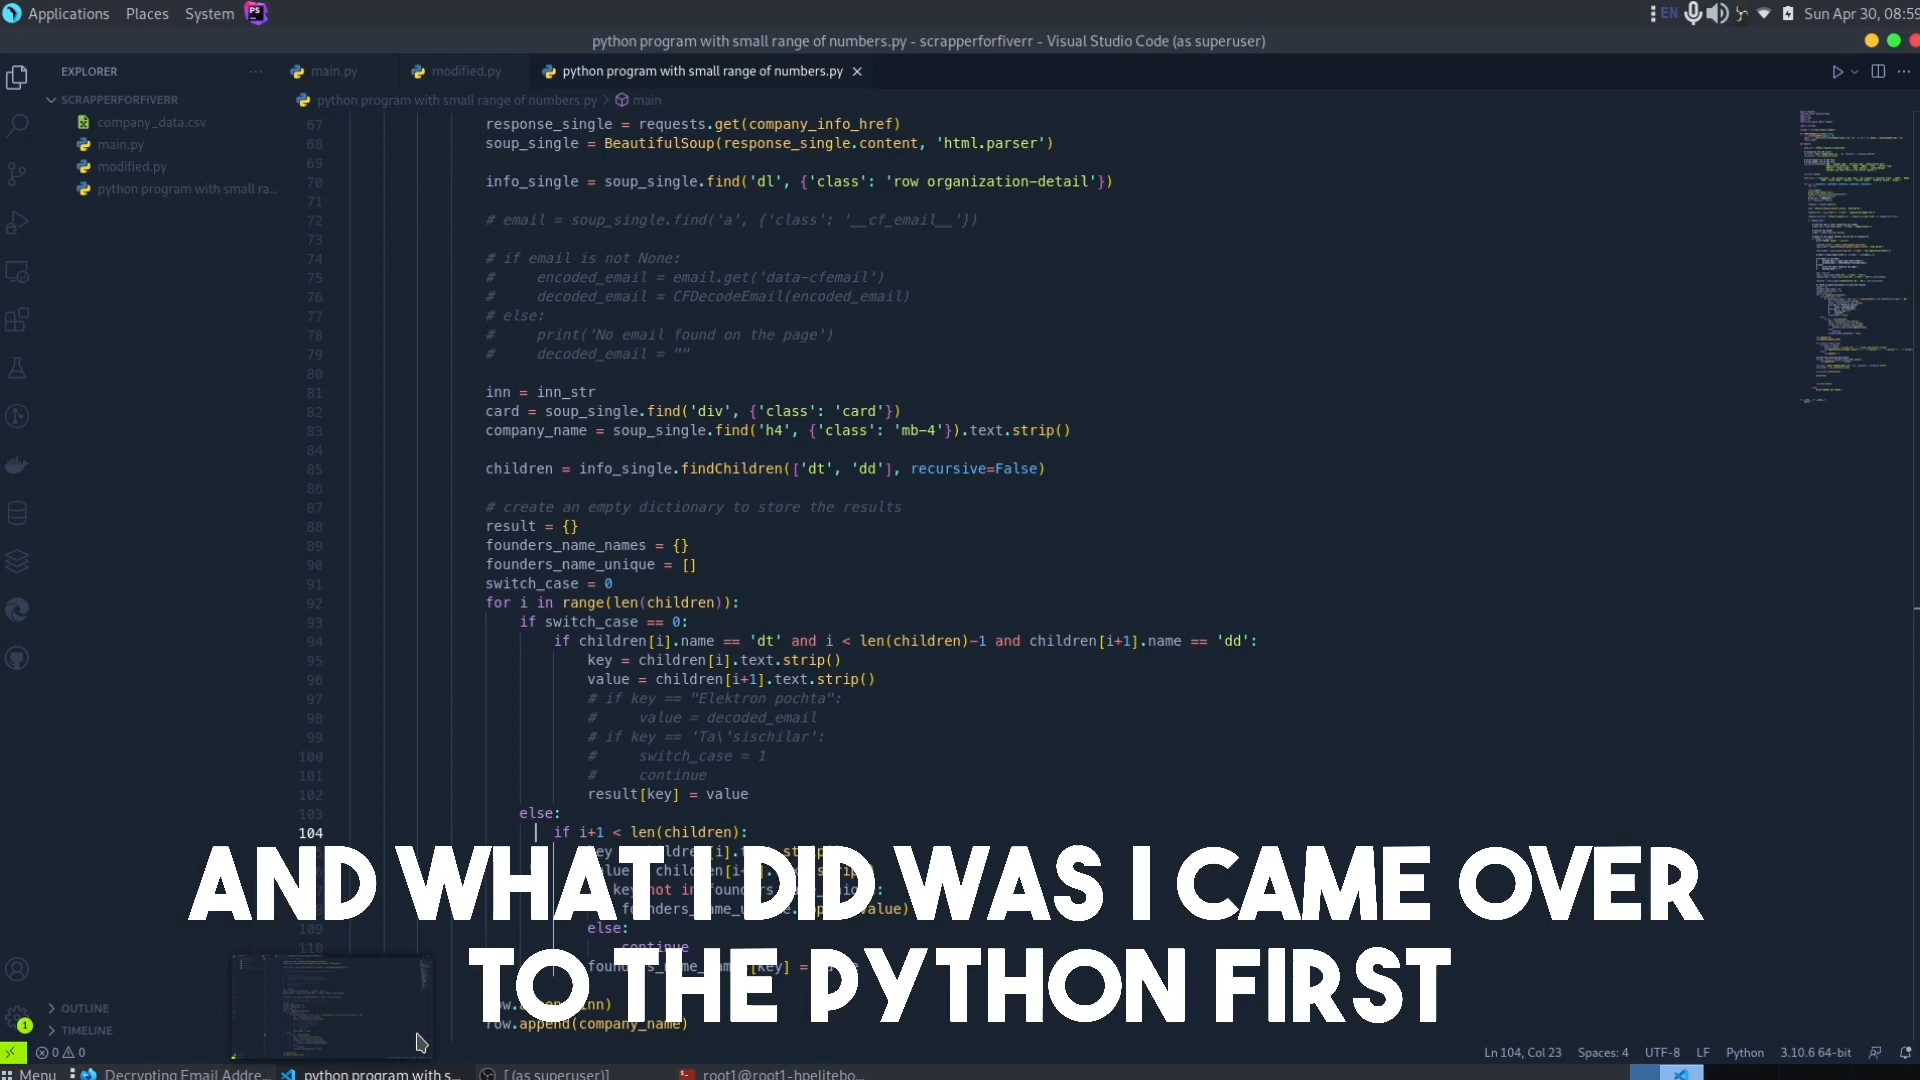 Applications Places System
EN Sun Apr 30, 08:59
python program with small range of numbers.py - scrapperforfiverr - Visual Studio Code (as superuser)
EXPLORER
main.py modified.py python program with small range of numbers.py
SCRAPPERFORFIVERR
python program with small range of numbers.py > main
company_data.csv
main.py
modified.py
python program with small ra...
67 response_single = requests.get(company_info_href)
68 soup_single = BeautifulSoup(response_single.content, 'html.parser')
69
70 info_single = soup_single.find('dl', {'class': 'row organization-detail'})
71
72 # email = soup_single.find('a', {'class': '__cf_email__'})
73
74 # if email is not None:
75 #     encoded_email = email.get('data-cfemail')
76 #     decoded_email = CFDecodeEmail(encoded_email)
77 # else:
78 #     print('No email found on the page')
79 #     decoded_email = ""
80
81 inn = inn_str
82 card = soup_single.find('div', {'class': 'card'})
83 company_name = soup_single.find('h4', {'class': 'mb-4'}).text.strip()
84
85 children = info_single.findChildren(['dt', 'dd'], recursive=False)
86
87 # create an empty dictionary to store the results
88 result = {}
89 founders_name_names = {}
90 founders_name_unique = []
91 switch_case = 0
92 for i in range(len(children)):
93 if switch_case == 0:
94 if children[i].name == 'dt' and i < len(children)-1 and children[i+1].name == 'dd':
95 key = children[i].text.strip()
96 value = children[i+1].text.strip()
97 # if key == "Elektron pochta":
98 #     value = decoded_email
99 # if key == 'Ta\'sischilar':
100 #     switch_case = 1
101 #     continue
102 result[key] = value
103 else:
104 if i+1 < len(children):
109 else:
110 continue
row.append(company_name)
AND WHAT I DID WAS I CAME OVER
TO THE PYTHON FIRST
OUTLINE
TIMELINE
1
0 0 Ln 104, Col 23 Spaces: 4 UTF-8 LF Python 3.10.6 64-bit
Menu Decrypting Email Addre... python program with s... [ (as superuser)] root1@root1-hpelitebo...